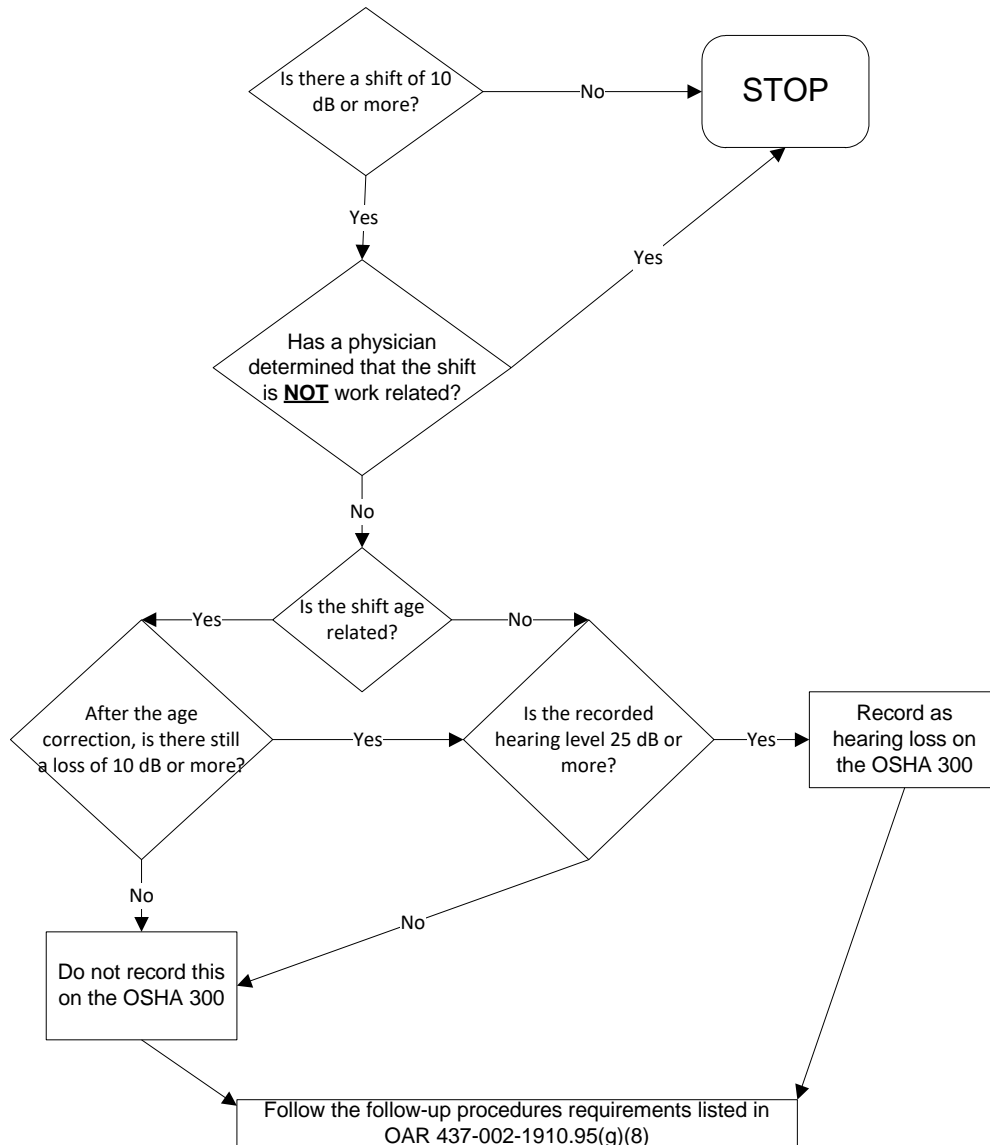 Is there a shift of 10
dB or more?
No
STOP
Yes
Yes
Has a physician
determined that the shift
is NOT work related?
No
Is the shift age
related?
Yes
No
After the age
correction, is there still
a loss of 10 dB or more?
Yes
Is the recorded
hearing level 25 dB or
more?
Yes
Record as
hearing loss on
the OSHA 300
No
No
Do not record this
on the OSHA 300
Follow the follow-up procedures requirements listed in
OAR 437-002-1910.95(g)(8)